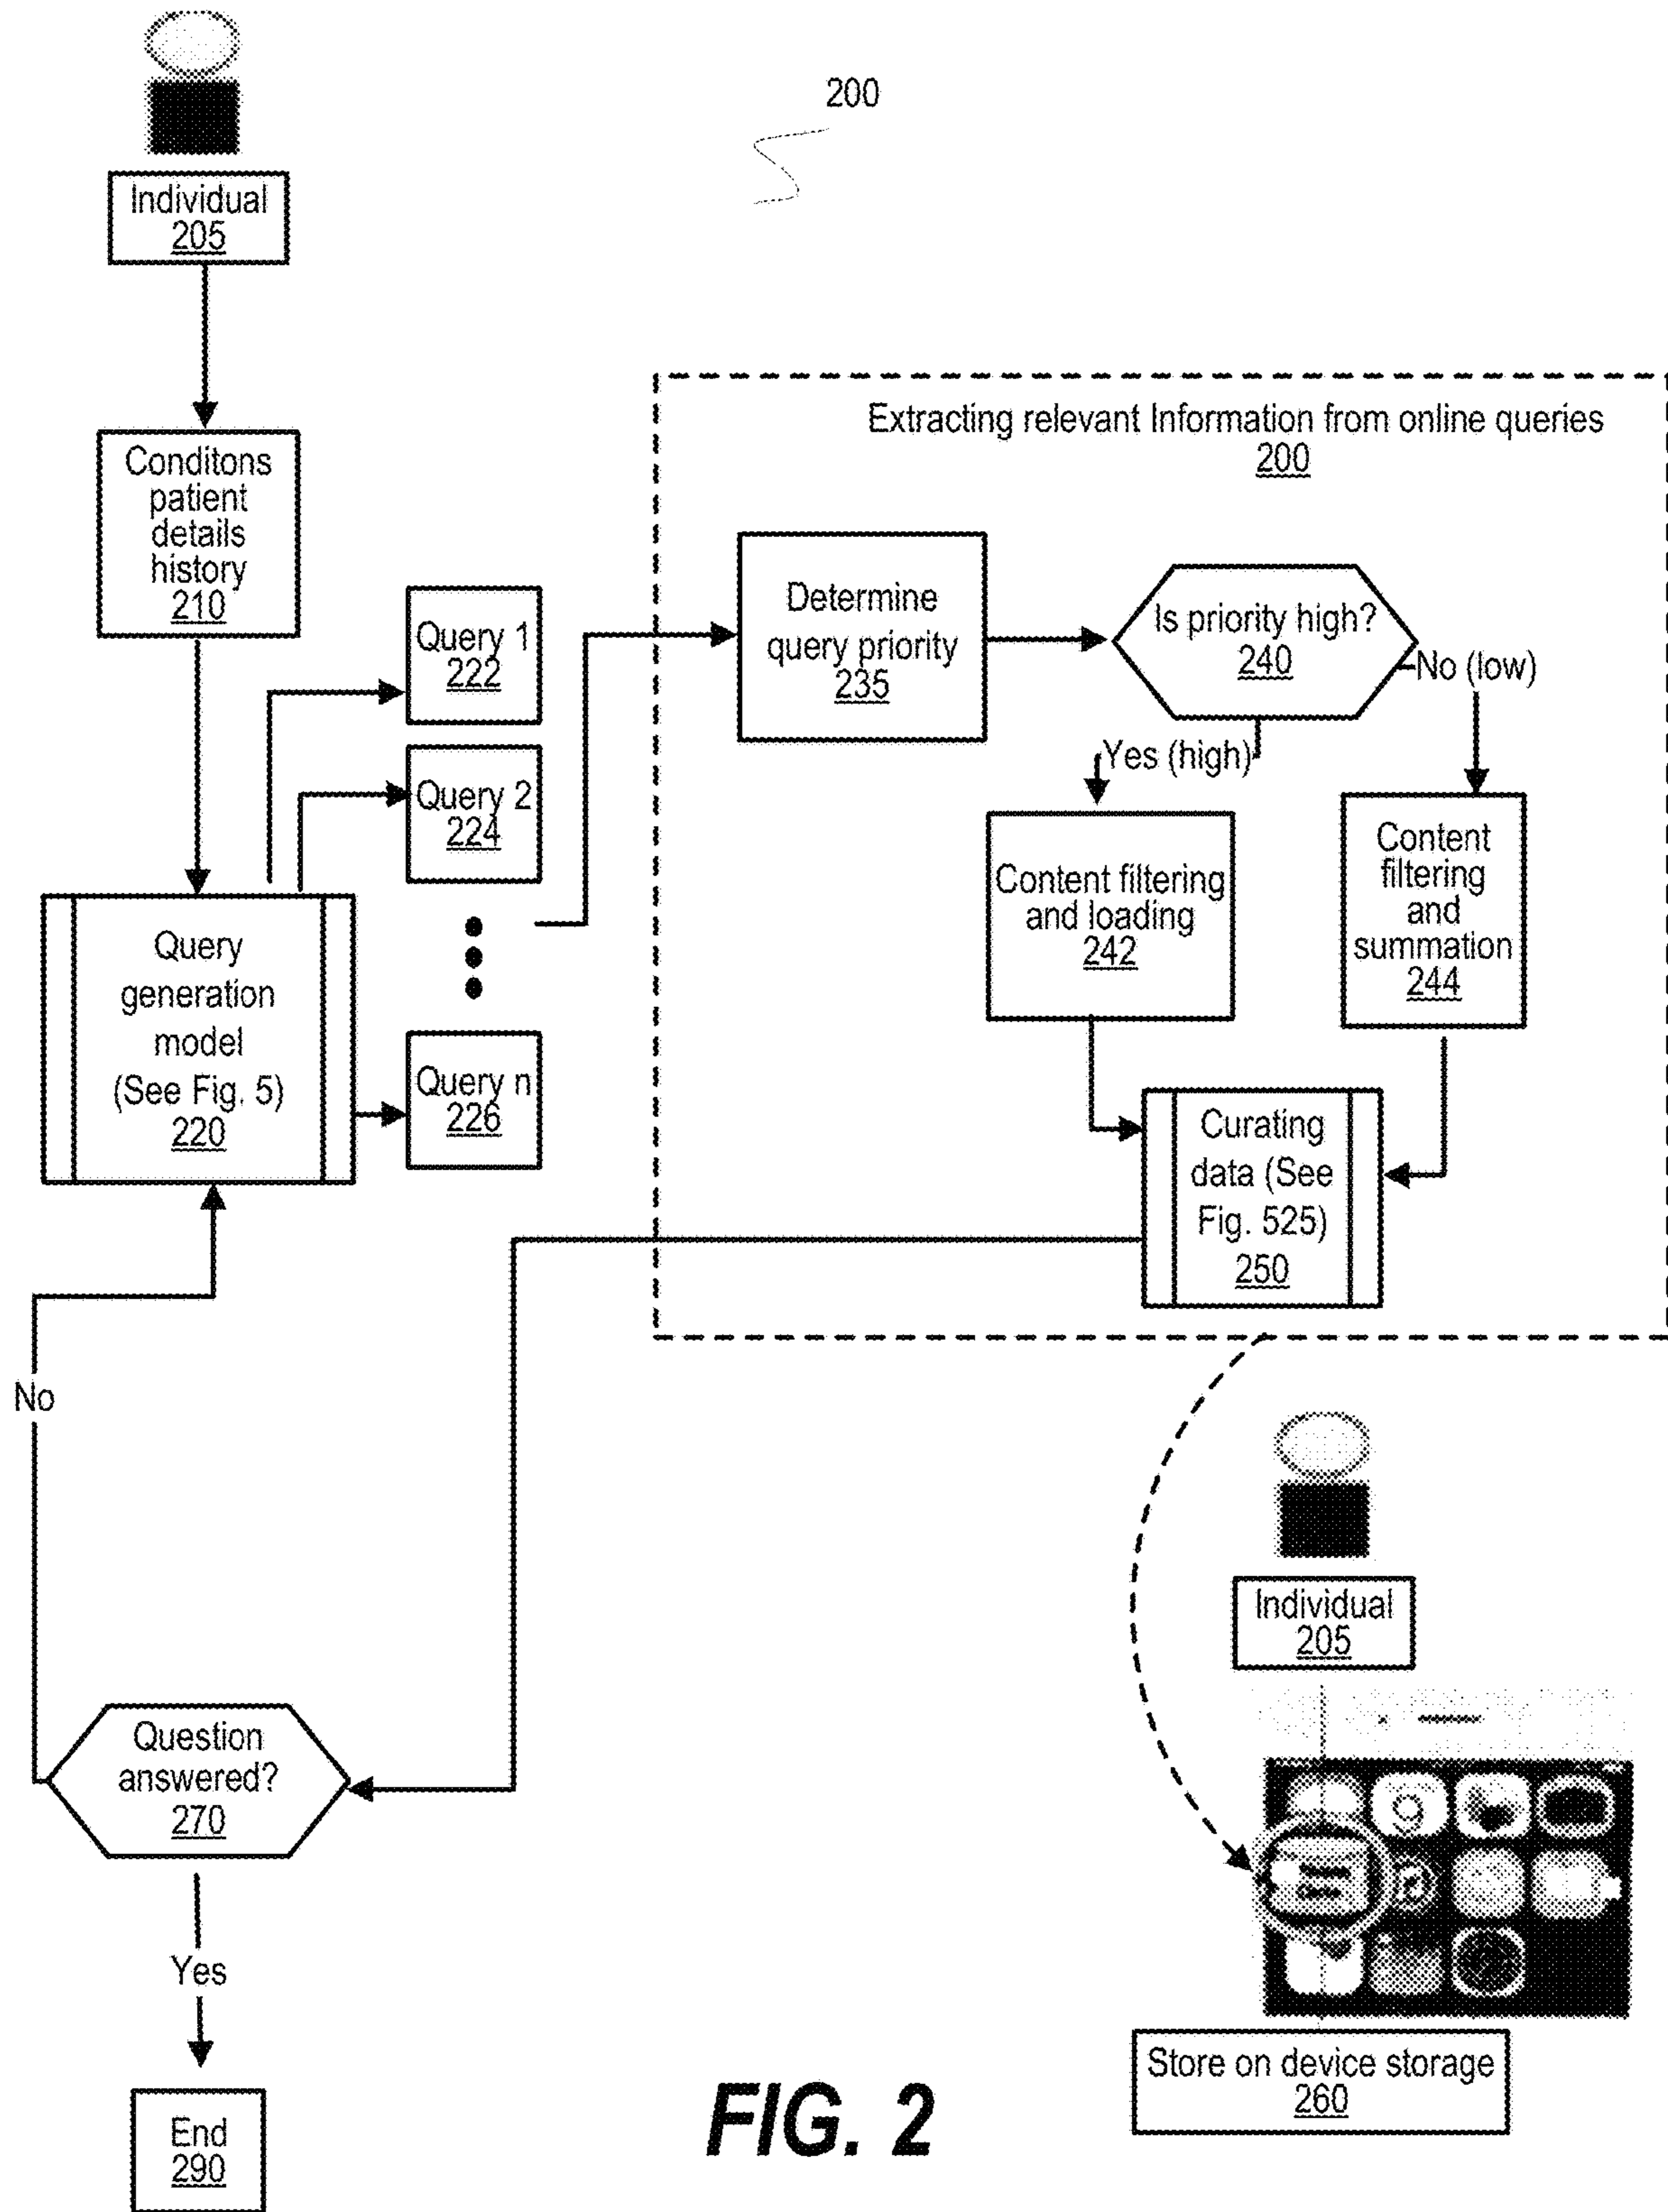 200
Individual
205
Conditons
patient
details
history
210
Query
generation
model
(See Fig. 5)
220
Query 1
222
Query 2
224
Query n
226
Extracting relevant Information from online queries
200
Determine
query priority
235
Is priority high?
240
Yes (high)
No (low)
Content filtering
and loading
242
Content
filtering
and
summation
244
Curating
data (See
Fig. 525)
250
No
Question
answered?
270
Yes
End
290
Individual
205
Store on device storage
260
FIG. 2